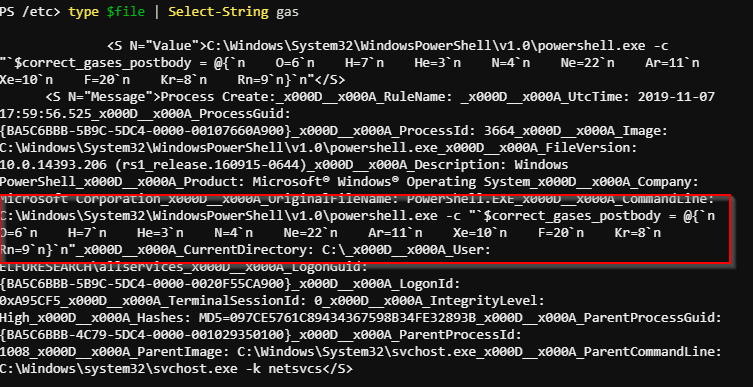 PS /etc> type $file | Select-String gas
<S N="Value">C:\Windows\System32\WindowsPowerShell\v1.0\powershell.exe -c
"`$correct_gases_postbody = @{`n    O=6`n    H=7`n    He=3`n    N=4`n    Ne=22`n    Ar=11`n
Xe=10`n    F=20`n    Kr=8`n    Rn=9`n}`n"</S>
<S N="Message">Process Create:_x000D__x000A_RuleName: _x000D__x000A_UtcTime: 2019-11-07
17:59:56.525_x000D__x000A_ProcessGuid:
{BA5C6BBB-5B9C-5DC4-0000-00107660A900}_x000D__x000A_ProcessId: 3664_x000D__x000A_Image:
C:\Windows\System32\WindowsPowerShell\v1.0\powershell.exe_x000D__x000A_FileVersion:
10.0.14393.206 (rs1_release.160915-0644)_x000D__x000A_Description: Windows
PowerShell_x000D__x000A_Product: Microsoft® Windows® Operating System_x000D__x000A_Company:
Microsoft Corporation_x000D__x000A_OriginalFileName: PowerShell.EXE_x000D__x000A_CommandLine:
C:\Windows\System32\WindowsPowerShell\v1.0\powershell.exe -c "`$correct_gases_postbody = @{`n
O=6`n    H=7`n    He=3`n    N=4`n    Ne=22`n    Ar=11`n    Xe=10`n    F=20`n    Kr=8`n
Rn=9`n}`n"_x000D__x000A_CurrentDirectory: C:\_x000D__x000A_User:
ELFURESEARCH\allservices_x000D__x000A_LogonGuid:
{BA5C6BBB-5B9C-5DC4-0000-0020F55CA900}_x000D__x000A_LogonId:
0xA95CF5_x000D__x000A_TerminalSessionId: 0_x000D__x000A_IntegrityLevel:
High_x000D__x000A_Hashes: MD5=097CE5761C89434367598B34FE32893B_x000D__x000A_ParentProcessGuid:
{BA5C6BBB-4C79-5DC4-0000-001029350100}_x000D__x000A_ParentProcessId:
1008_x000D__x000A_ParentImage: C:\Windows\System32\svchost.exe_x000D__x000A_ParentCommandLine:
C:\Windows\system32\svchost.exe -k netsvcs</S>